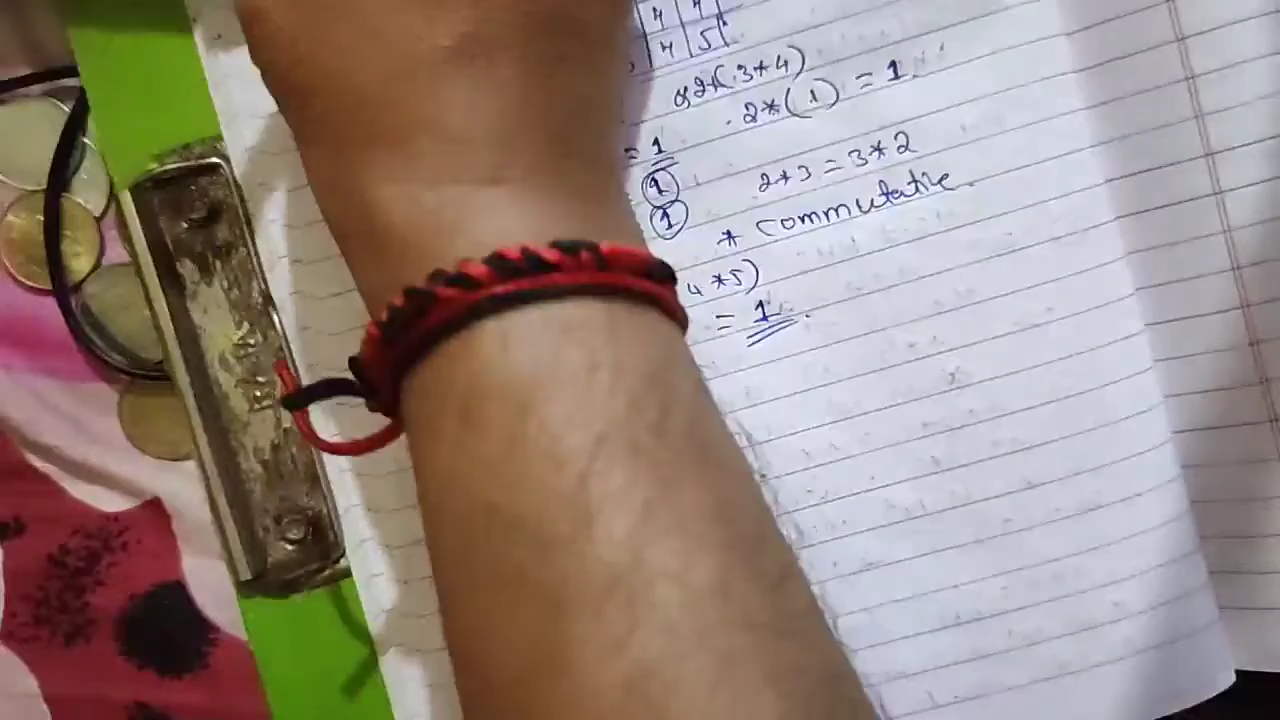 4 4
4 5
2*(3*4)
2*(1) = 1
= 1
1
2*3 = 3*2
1
* commutative.
4*5)
= 1.